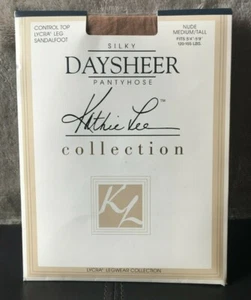 CONTROL TOP
LYCRA® LEG
SANDALFOOT
NUDE
MEDIUM/TALL
SILKY
DAYSHEER
PANTYHOSE
Kathie Lee
collection
KL
LYCRA® LEGWEAR COLLECTION